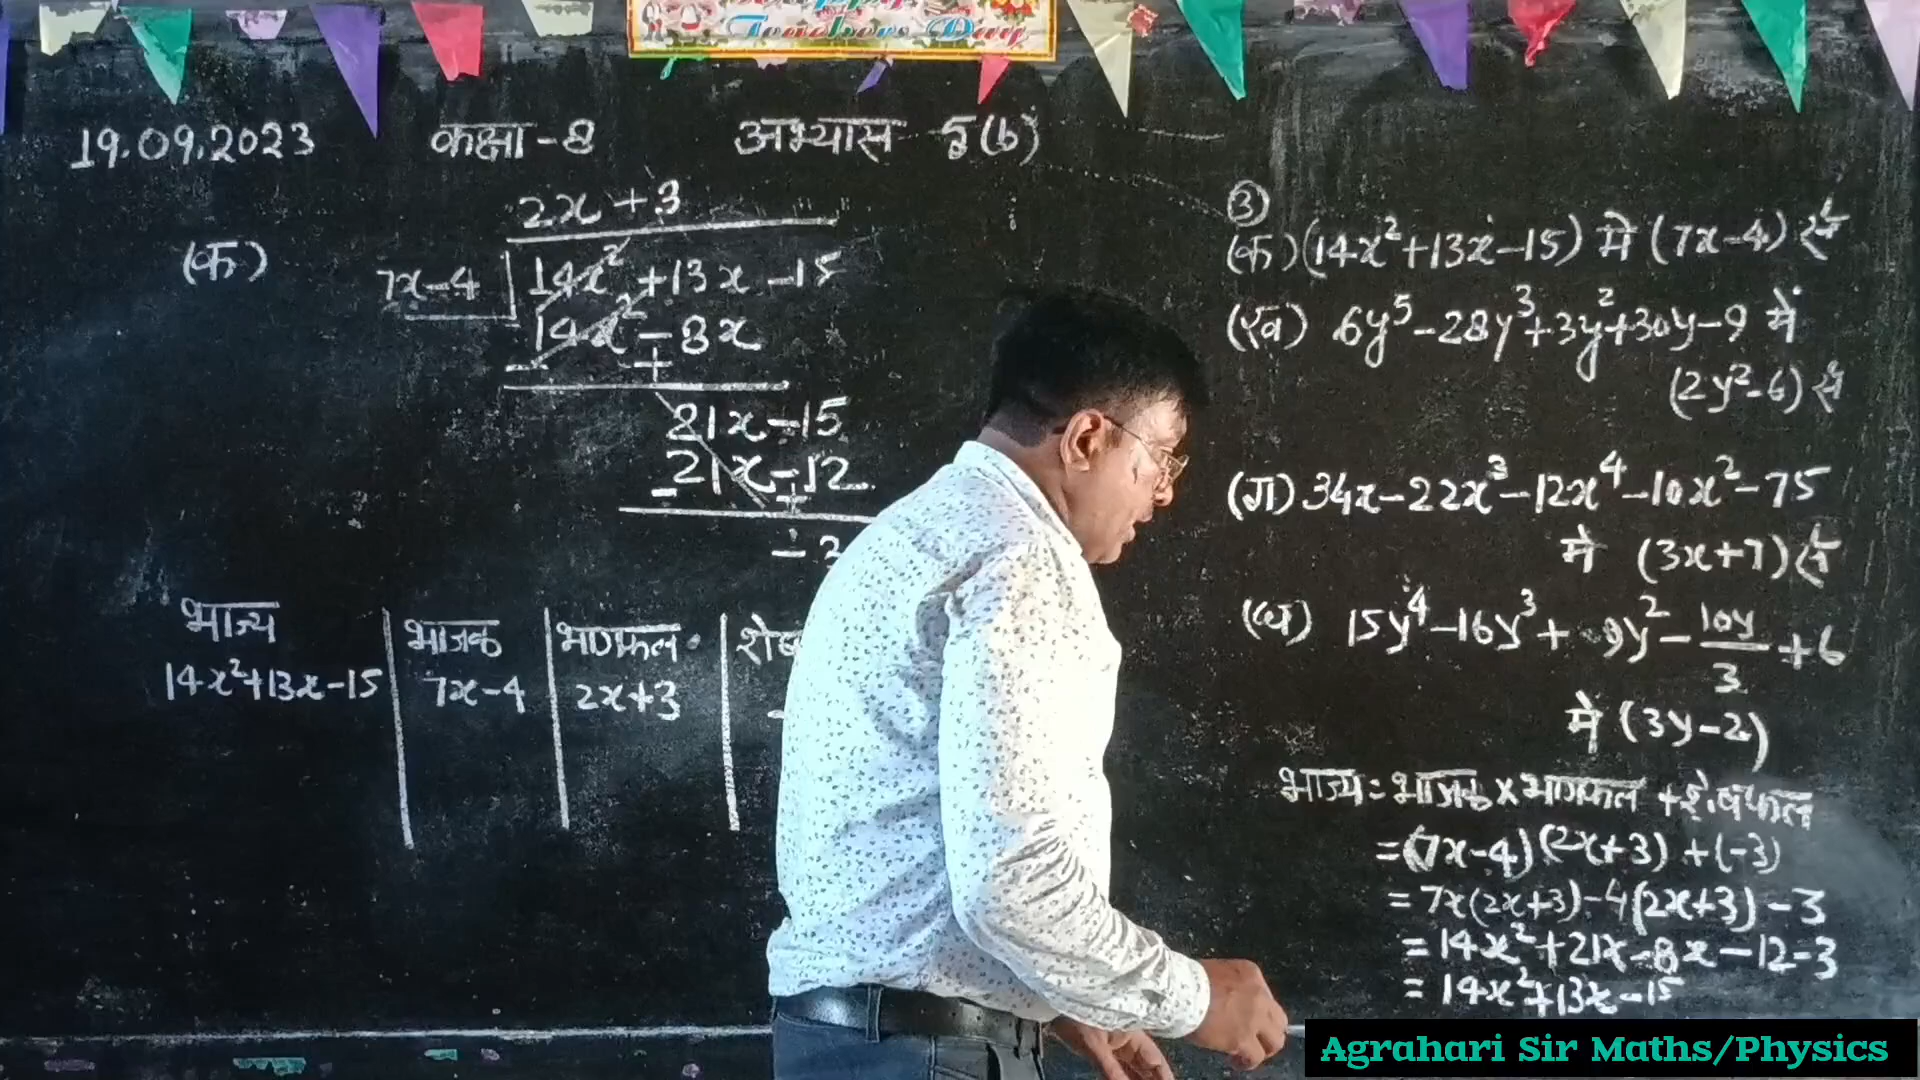 Teachers Day
19.09.2023 कक्षा-8 अभ्यास 5(b)
(क)
2x+3
7x-4 14x²+13x-15
14x²-8x
- +
21x-15
21x-12
- +
-3
भाज्य भाजक भागफल शेष
14x²+13x-15 7x-4 2x+3 -
③
(क) (14x²+13x-15) में (7x-4) से
(ख) 6y⁵-28y³+3y²+30y-9 में
(2y²-6) से
(ग) 34x-22x³-12x⁴-10x²-75
में (3x+7) से
(घ) 15y⁴-16y³+9y²-10y/3+6
में (3y-2)
भाज्य=भाजक×भागफल+शेषफल
=(7x-4)(2x+3)+(-3)
=7x(2x+3)-4(2x+3)-3
=14x²+21x-8x-12-3
=14x²+13x-15
Agrahari Sir Maths/Physics